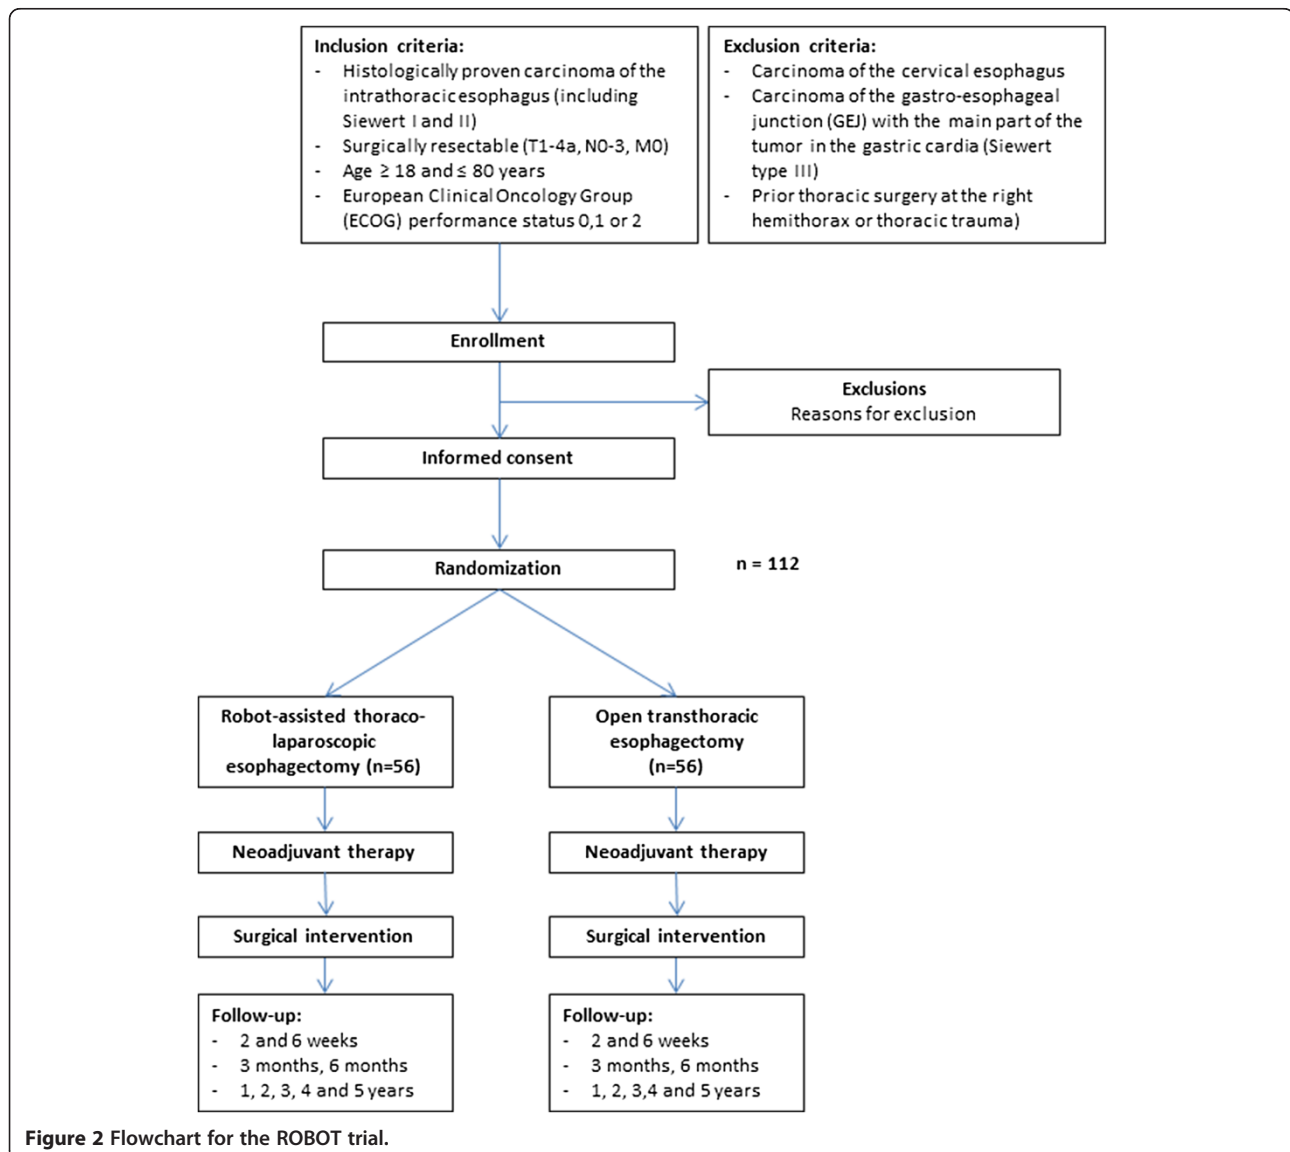 Inclusion criteria:
- Histologically proven carcinoma of the
intrathoracic esophagus (including
Siewert I and II)
- Surgically resectable (T1-4a, N0-3, M0)
- Age ≥ 18 and ≤ 80 years
- European Clinical Oncology Group
(ECOG) performance status 0,1 or 2
Exclusion criteria:
- Carcinoma of the cervical esophagus
- Carcinoma of the gastro-esophageal
junction (GEJ) with the main part of the
tumor in the gastric cardia (Siewert
type III)
- Prior thoracic surgery at the right
hemithorax or thoracic trauma)
Enrollment
Exclusions
Reasons for exclusion
Informed consent
Randomization
n = 112
Robot-assisted thoraco-
laparoscopic
esophagectomy (n=56)
Open transthoracic
esophagectomy
(n=56)
Neoadjuvant therapy
Neoadjuvant therapy
Surgical intervention
Surgical intervention
Follow-up:
- 2 and 6 weeks
- 3 months, 6 months
- 1, 2, 3, 4 and 5 years
Follow-up:
- 2 and 6 weeks
- 3 months, 6 months
- 1, 2, 3,4 and 5 years
Figure 2 Flowchart for the ROBOT trial.